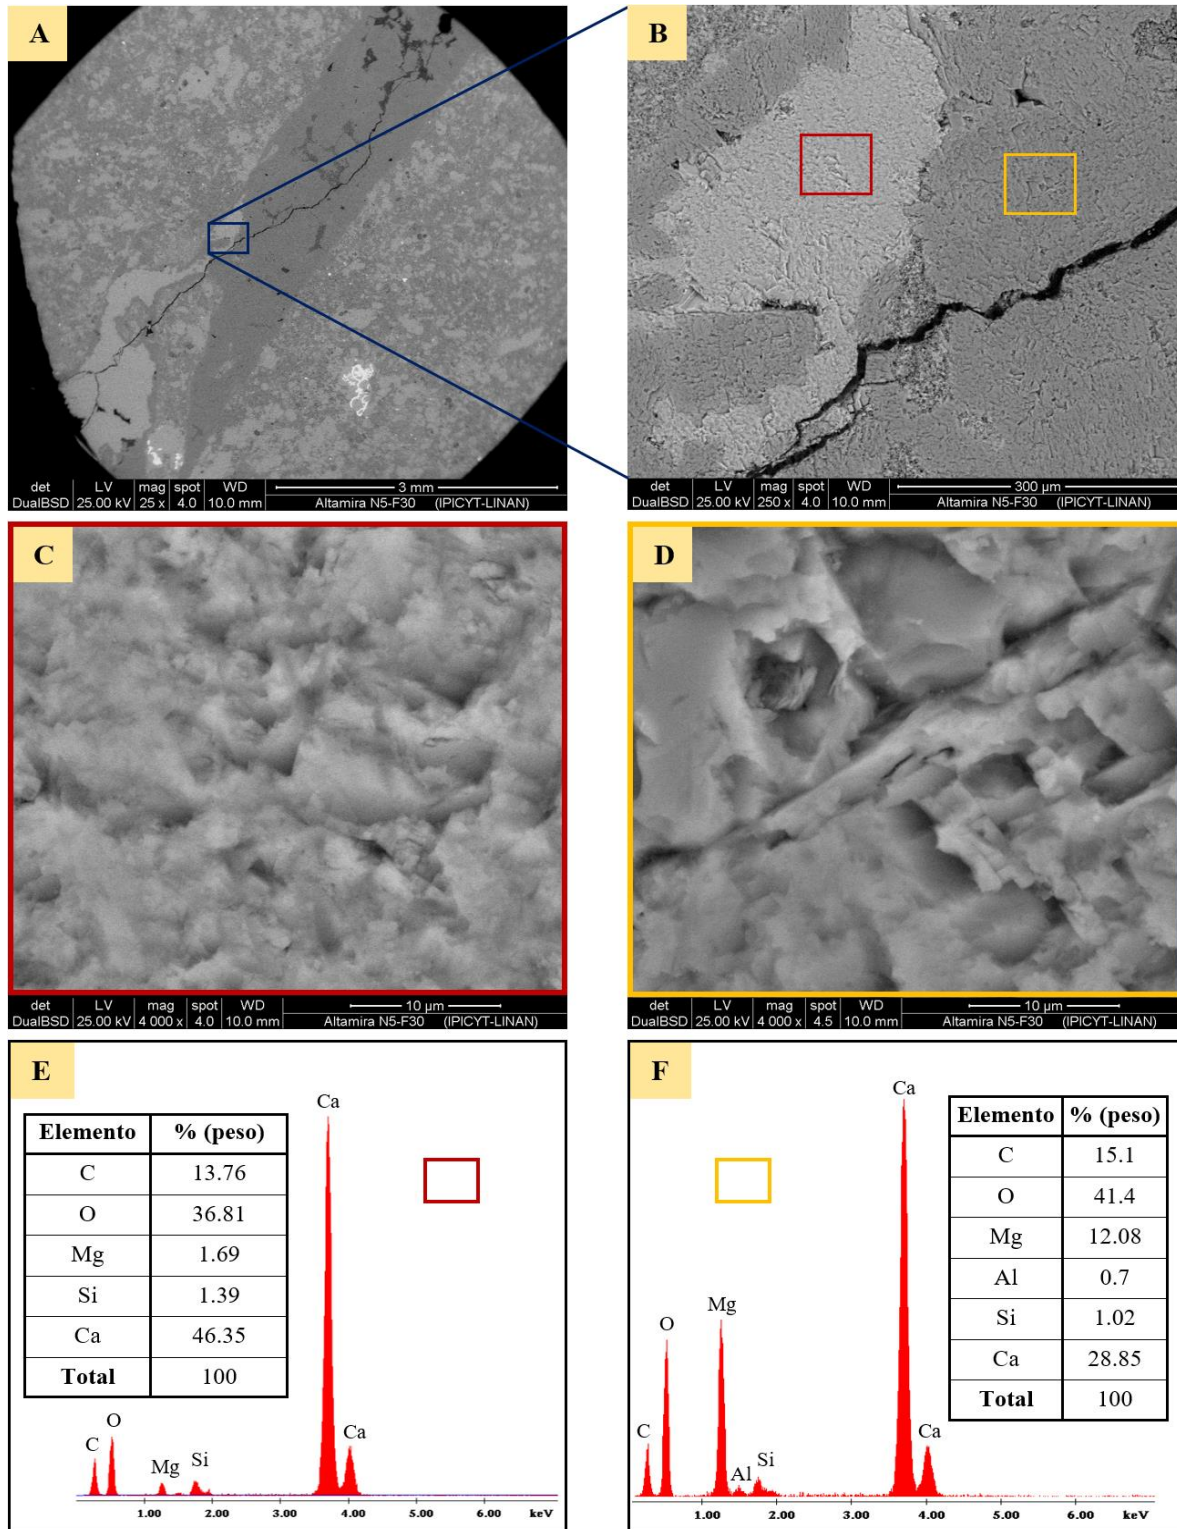 A
det LV mag spot WD 3 mm
DualBSD 25.00 kV 25 x 4.0 10.0 mm Altamira N5-F30 (IPICYT-LINAN)
B
det LV mag spot WD 300 µm
DualBSD 25.00 kV 250 x 4.0 10.0 mm Altamira N5-F30 (IPICYT-LINAN)
C
det LV mag spot WD 10 µm
DualBSD 25.00 kV 4 000 x 4.0 10.0 mm Altamira N5-F30 (IPICYT-LINAN)
D
det LV mag spot WD 10 µm
DualBSD 25.00 kV 4 000 x 4.5 10.0 mm Altamira N5-F30 (IPICYT-LINAN)
E
Elemento % (peso)
C 13.76
O 36.81
Mg 1.69
Si 1.39
Ca 46.35
Total 100
Ca
C O Mg Si Ca
1.00 2.00 3.00 4.00 5.00 6.00 keV
F
Elemento % (peso)
C 15.1
O 41.4
Mg 12.08
Al 0.7
Si 1.02
Ca 28.85
Total 100
Ca
C O Mg Al Si Ca
1.00 2.00 3.00 4.00 5.00 6.00 keV